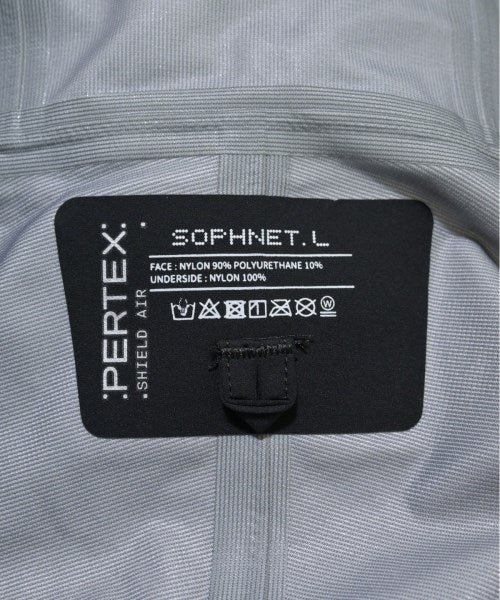 SOPHNET. L
FACE : NYLON 90% POLYURETHANE 10%
UNDERSIDE : NYLON 100%
W
PERTEX
SHIELD AIR